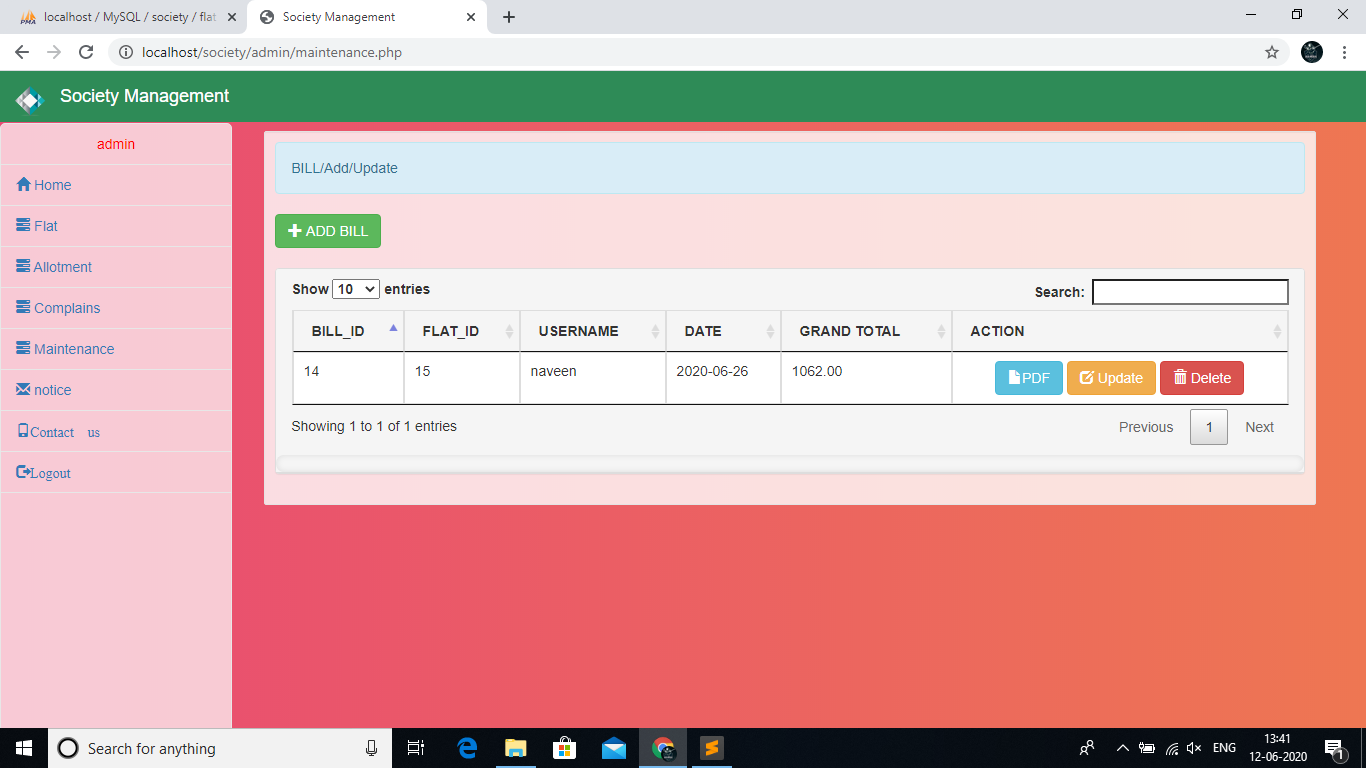 localhost / MySQL / society / flat
Society Management
localhost/society/admin/maintenance.php
Society Management
admin
Home
Flat
Allotment
Complains
Maintenance
notice
Contact us
Logout
BILL/Add/Update
ADD BILL
Show 10 entries
Search:
BILL_ID FLAT_ID USERNAME DATE GRAND TOTAL ACTION
14 15 naveen 2020-06-26 1062.00 PDF Update Delete
Showing 1 to 1 of 1 entries
Previous 1 Next
Search for anything
ENG
13:41
12-06-2020
1